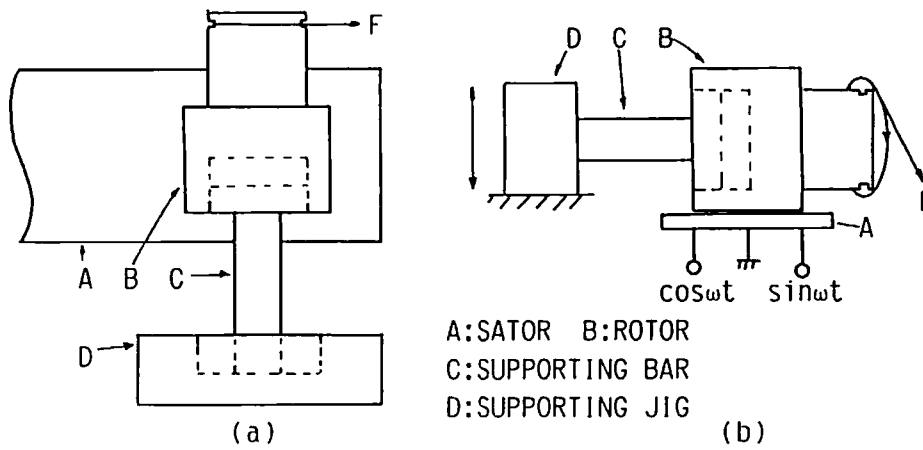 F
A B C
D
(a)
D C B
F
A
cosωt sinωt
A:SATOR B:ROTOR
C:SUPPORTING BAR
D:SUPPORTING JIG
(b)